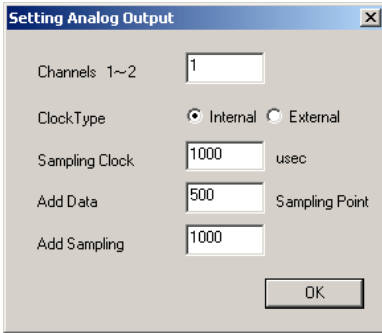 Setting Analog Output
Channels 1~2 1
ClockType Internal External
Sampling Clock 1000 usec
Add Data 500 Sampling Point
Add Sampling 1000
OK